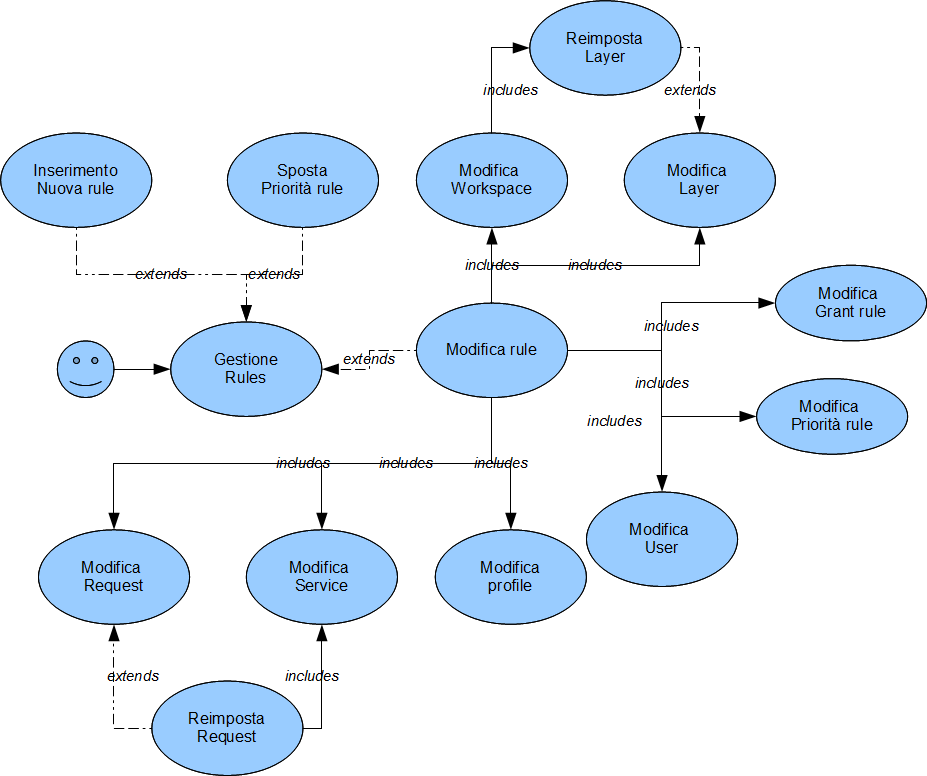 Reimposta
Layer
includes
extends
Inserimento
Nuova rule
Sposta
Priorità rule
Modifica
Workspace
Modifica
Layer
extends
extends
includes
includes
Modifica
Grant rule
includes
Gestione
Rules
extends
Modifica rule
includes
Modifica
Priorità rule
includes
includes
includes
includes
Modifica
User
Modifica
Request
Modifica
Service
Modifica
profile
extends
includes
Reimposta
Request